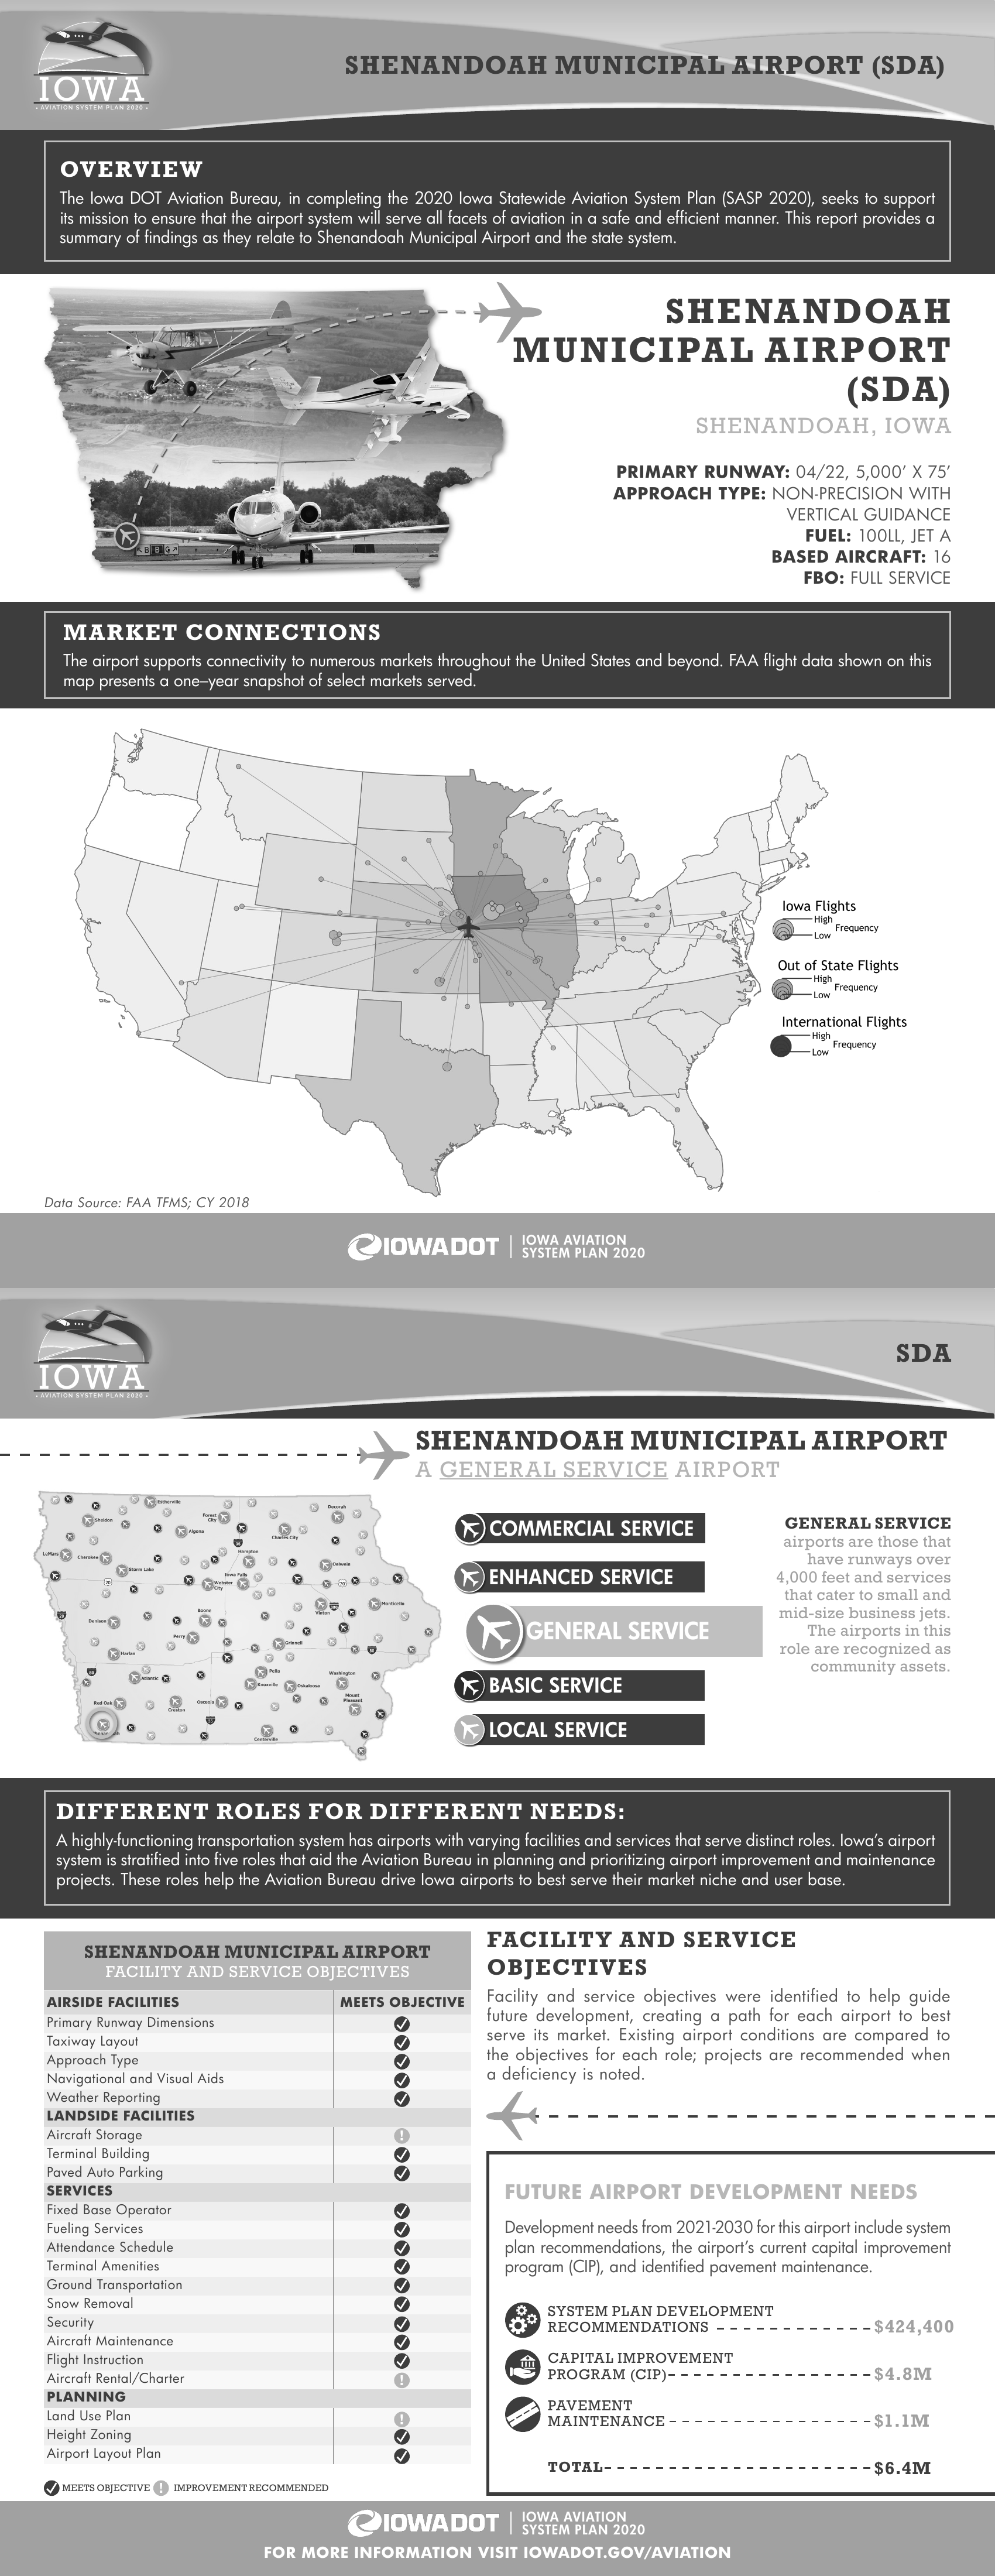 IOWA
• AVIATION SYSTEM PLAN 2020 •
SHENANDOAH MUNICIPAL AIRPORT (SDA)
OVERVIEW
The Iowa DOT Aviation Bureau, in completing the 2020 Iowa Statewide Aviation System Plan (SASP 2020), seeks to support
its mission to ensure that the airport system will serve all facets of aviation in a safe and efficient manner. This report provides a
summary of findings as they relate to Shenandoah Municipal Airport and the state system.
SHENANDOAH
MUNICIPAL AIRPORT
(SDA)
SHENANDOAH, IOWA
PRIMARY RUNWAY: 04/22, 5,000’ X 75’
APPROACH TYPE: NON-PRECISION WITH
VERTICAL GUIDANCE
FUEL: 100LL, JET A
BASED AIRCRAFT: 16
FBO: FULL SERVICE
MARKET CONNECTIONS
The airport supports connectivity to numerous markets throughout the United States and beyond. FAA flight data shown on this
map presents a one–year snapshot of select markets served.
Iowa Flights
High
Frequency
Low
Out of State Flights
High
Frequency
Low
International Flights
High
Frequency
Low
Data Source: FAA TFMS; CY 2018
IOWADOT
IOWA AVIATION
SYSTEM PLAN 2020
IOWA
• AVIATION SYSTEM PLAN 2020 •
SDA
SHENANDOAH MUNICIPAL AIRPORT
A GENERAL SERVICE AIRPORT
Estherville
Decorah
Sheldon
Forest
City
Algona
Charles City
LeMars
Cherokee
Hampton
Oelwein
Storm Lake
Iowa Falls
Webster
City
Monticello
Vinton
Boone
Denison
Perry
Grinnell
Harlan
Pella
Washington
Atlantic
Knoxville
Oskaloosa
Mount
Pleasant
Red Oak
Creston
Osceola
Centerville
COMMERCIAL SERVICE
ENHANCED SERVICE
GENERAL SERVICE
BASIC SERVICE
LOCAL SERVICE
GENERAL SERVICE
airports are those that
have runways over
4,000 feet and services
that cater to small and
mid-size business jets.
The airports in this
role are recognized as
community assets.
DIFFERENT ROLES FOR DIFFERENT NEEDS:
A highly-functioning transportation system has airports with varying facilities and services that serve distinct roles. Iowa’s airport
system is stratified into five roles that aid the Aviation Bureau in planning and prioritizing airport improvement and maintenance
projects. These roles help the Aviation Bureau drive Iowa airports to best serve their market niche and user base.
SHENANDOAH MUNICIPAL AIRPORT
FACILITY AND SERVICE OBJECTIVES
AIRSIDE FACILITIES MEETS OBJECTIVE
Primary Runway Dimensions
Taxiway Layout
Approach Type
Navigational and Visual Aids
Weather Reporting
LANDSIDE FACILITIES
Aircraft Storage
Terminal Building
Paved Auto Parking
SERVICES
Fixed Base Operator
Fueling Services
Attendance Schedule
Terminal Amenities
Ground Transportation
Snow Removal
Security
Aircraft Maintenance
Flight Instruction
Aircraft Rental/Charter
PLANNING
Land Use Plan
Height Zoning
Airport Layout Plan
MEETS OBJECTIVE ! IMPROVEMENT RECOMMENDED
FACILITY AND SERVICE
OBJECTIVES
Facility and service objectives were identified to help guide
future development, creating a path for each airport to best
serve its market. Existing airport conditions are compared to
the objectives for each role; projects are recommended when
a deficiency is noted.
FUTURE AIRPORT DEVELOPMENT NEEDS
Development needs from 2021-2030 for this airport include system
plan recommendations, the airport’s current capital improvement
program (CIP), and identified pavement maintenance.
SYSTEM PLAN DEVELOPMENT
RECOMMENDATIONS $424,400
CAPITAL IMPROVEMENT
PROGRAM (CIP) $4.8M
PAVEMENT
MAINTENANCE $1.1M
TOTAL $6.4M
IOWADOT
IOWA AVIATION
SYSTEM PLAN 2020
FOR MORE INFORMATION VISIT IOWADOT.GOV/AVIATION